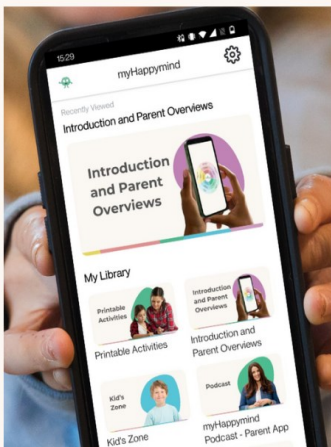 15:29
myHappymind
Recently Viewed
Introduction and Parent Overviews
Introduction
and Parent
Overviews
My Library
Printable
Activities
Printable Activities
Introduction
and Parent
Overviews
Introduction and
Parent Overviews
Kid's
Zone
Kid's Zone
Podcast
myHappymind
Podcast - Parent App